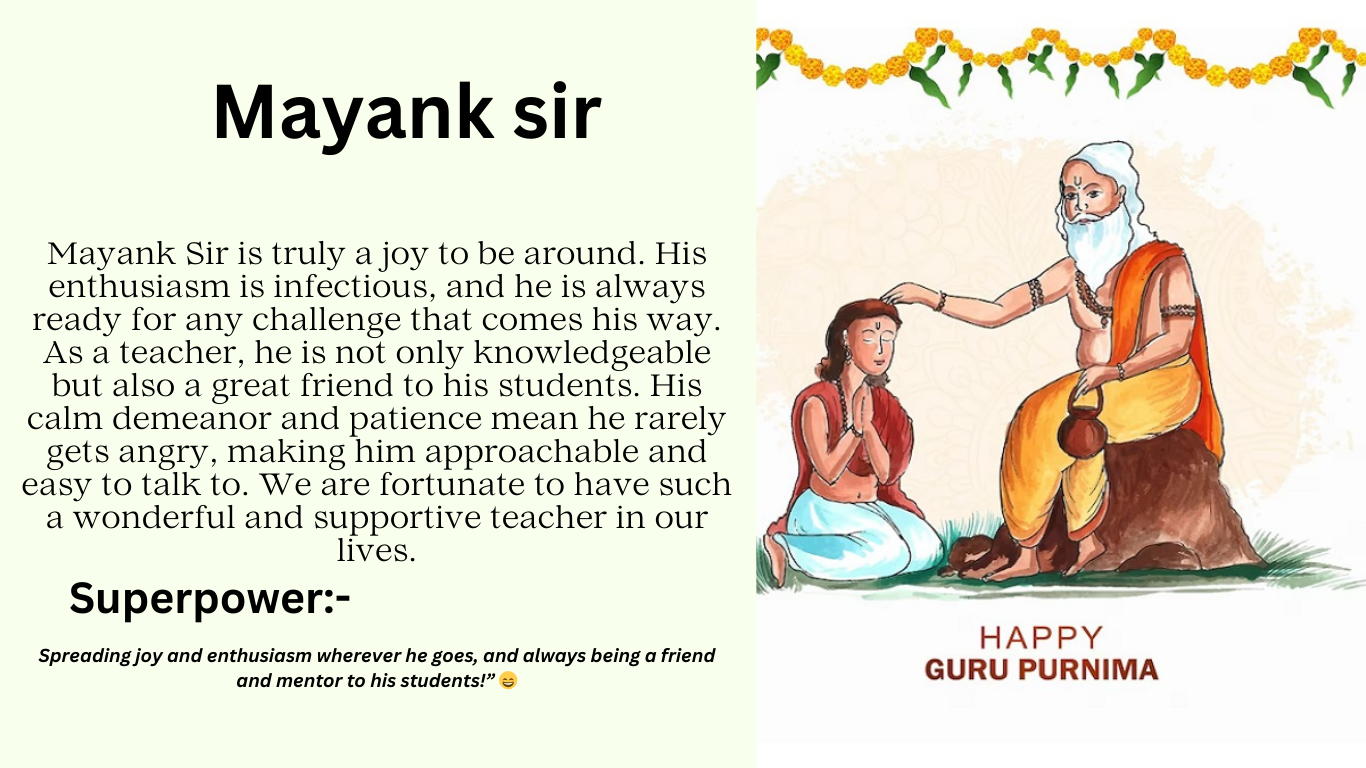 Mayank sir
Mayank Sir is truly a joy to be around. His
enthusiasm is infectious, and he is always
ready for any challenge that comes his way.
As a teacher, he is not only knowledgeable
but also a great friend to his students. His
calm demeanor and patience mean he rarely
gets angry, making him approachable and
easy to talk to. We are fortunate to have such
a wonderful and supportive teacher in our
lives.
Superpower:-
Spreading joy and enthusiasm wherever he goes, and always being a friend
and mentor to his students!” 😄
HAPPY
GURU PURNIMA